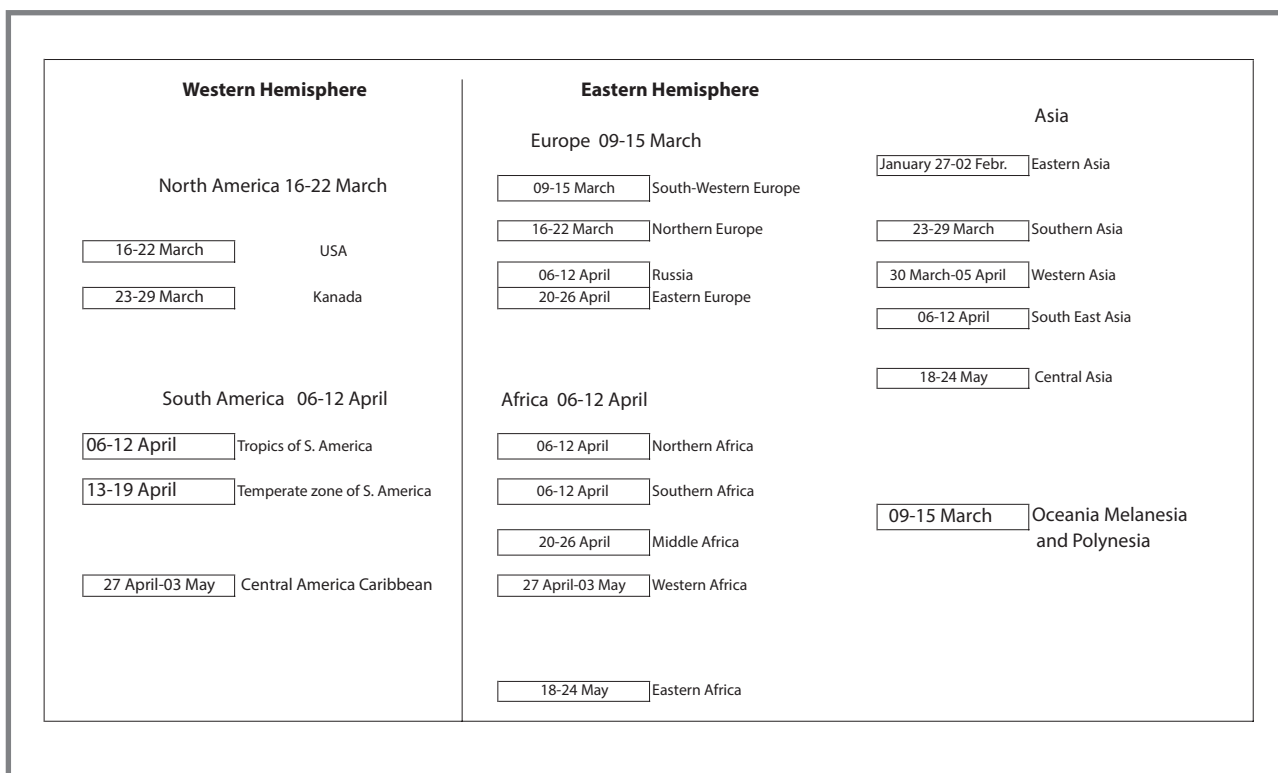 Western Hemisphere
North America 16-22 March
16-22 March USA
23-29 March Kanada
South America 06-12 April
06-12 April Tropics of S. America
13-19 April Temperate zone of S. America
27 April-03 May Central America Caribbean
Eastern Hemisphere
Europe 09-15 March
09-15 March South-Western Europe
16-22 March Northern Europe
06-12 April Russia
20-26 April Eastern Europe
Africa 06-12 April
06-12 April Northern Africa
06-12 April Southern Africa
20-26 April Middle Africa
27 April-03 May Western Africa
18-24 May Eastern Africa
Asia
January 27-02 Febr. Eastern Asia
23-29 March Southern Asia
30 March-05 April Western Asia
06-12 April South East Asia
18-24 May Central Asia
09-15 March Oceania Melanesia
and Polynesia